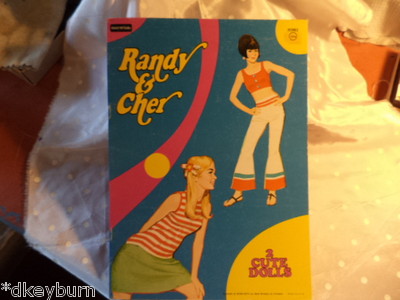 Randy
&
Cher
2
CUTE
DOLLS
*dkeyburn